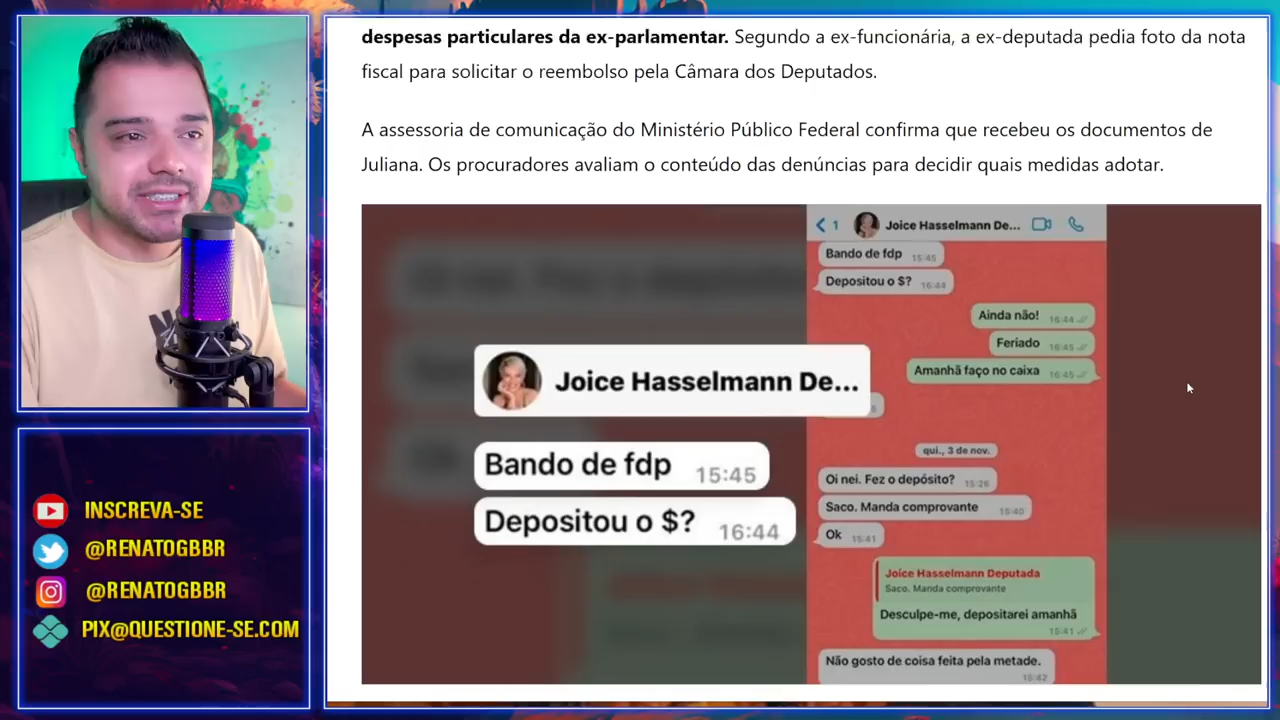 despesas particulares da ex-parlamentar. Segundo a ex-funcionária, a ex-deputada pedia foto da nota
fiscal para solicitar o reembolso pela Câmara dos Deputados.
A assessoria de comunicação do Ministério Público Federal confirma que recebeu os documentos de
Juliana. Os procuradores avaliam o conteúdo das denúncias para decidir quais medidas adotar.
1 Joice Hasselmann De...
Bando de fdp 15:45
Depositou o $? 16:44
Ainda não! 16:44
Feriado 16:45
Amanhã faço no caixa 16:45
Joice Hasselmann De...
Bando de fdp 15:45
Depositou o $? 16:44
qui., 3 de nov.
Oi nei. Fez o depósito? 15:26
Saco. Manda comprovante 15:40
Ok 15:41
Joice Hasselmann Deputada
Saco. Manda comprovante
Desculpe-me, depositarei amanhã
15:41
Não gosto de coisa feita pela metade.
15:42
INSCREVA-SE
@RENATOGBBR
@RENATOGBBR
PIX@QUESTIONE-SE.COM